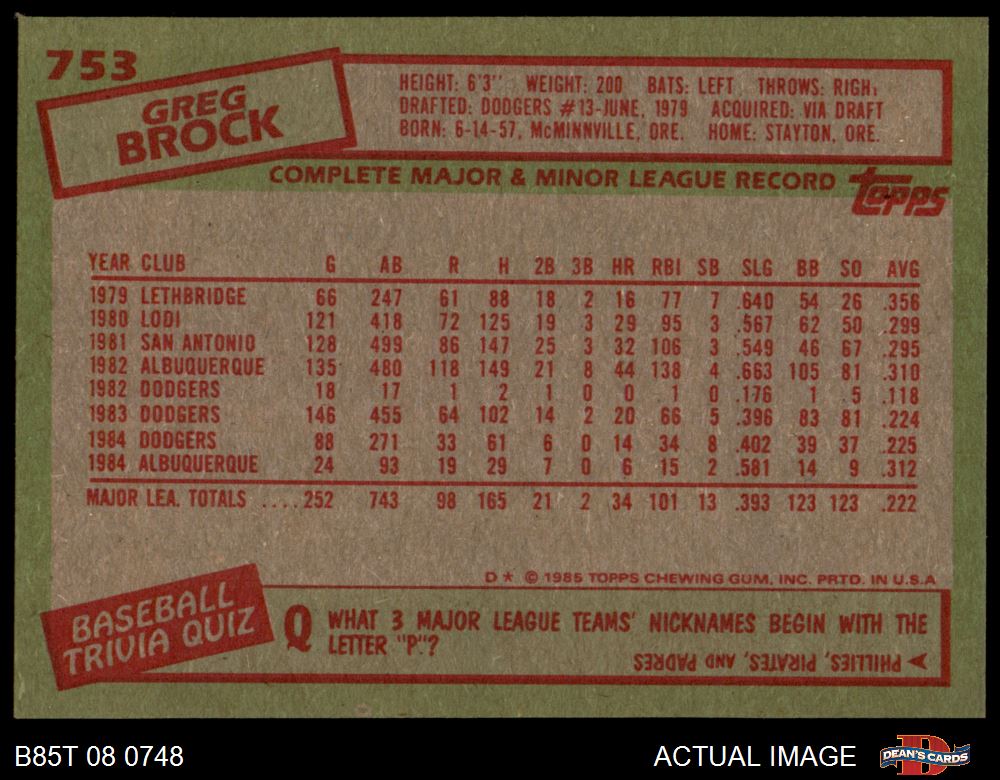 753
GREG
BROCK
HEIGHT: 6'3" WEIGHT: 200 BATS: LEFT THROWS: RIGH
DRAFTED: DODGERS #13-JUNE, 1979 ACQUIRED: VIA DRAFT
BORN: 6-14-57, McMINNVILLE, ORE. HOME: STAYTON, ORE.
COMPLETE MAJOR & MINOR LEAGUE RECORD
topps
YEAR CLUB G AB R H 2B 3B HR RBI SB SLG BB SO AVG
1979 LETHBRIDGE 66 247 61 88 18 2 16 77 7 .640 54 26 .356
1980 LODI 121 418 72 125 19 3 29 95 3 .567 62 50 .299
1981 SAN ANTONIO 128 499 86 147 25 3 32 106 3 .549 46 67 .295
1982 ALBUQUERQUE 135 480 118 149 21 8 44 138 4 .663 105 81 .310
1982 DODGERS 18 17 1 2 1 0 0 1 0 .176 1 5 .118
1983 DODGERS 146 455 64 102 14 2 20 66 5 .396 83 81 .224
1984 DODGERS 88 271 33 61 6 0 14 34 8 .402 39 37 .225
1984 ALBUQUERQUE 24 93 19 29 7 0 6 15 2 .581 14 9 .312
MAJOR LEA. TOTALS ....252 743 98 165 21 2 34 101 13 .393 123 123 .222
D* © 1985 TOPPS CHEWING GUM, INC. PRTD. IN U.S.A
BASEBALL
TRIVIA QUIZ
Q WHAT 3 MAJOR LEAGUE TEAMS' NICKNAMES BEGIN WITH THE
LETTER "P."?
PHILLIES, PIRATES, AND PADRES
B85T 08 0748
ACTUAL IMAGE
DEAN'S CARDS